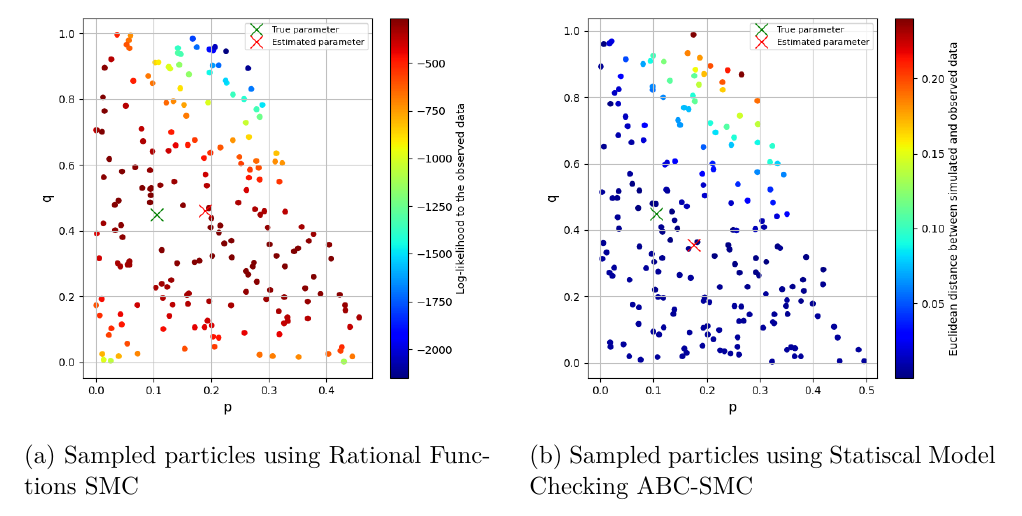 True parameter
Estimated parameter
1.0
0.8
0.6
0.4
0.2
0.0
q
0.0 0.1 0.2 0.3 0.4
p
−500
−750
−1000
−1250
−1500
−1750
−2000
Log-likelihood to the observed data
(a) Sampled particles using Rational Func-
tions SMC
True parameter
Estimated parameter
1.0
0.8
0.6
0.4
0.2
0.0
q
0.0 0.1 0.2 0.3 0.4 0.5
p
0.20
0.15
0.10
0.05
Euclidean distance between simulated and observed data
(b) Sampled particles using Statiscal Model
Checking ABC-SMC